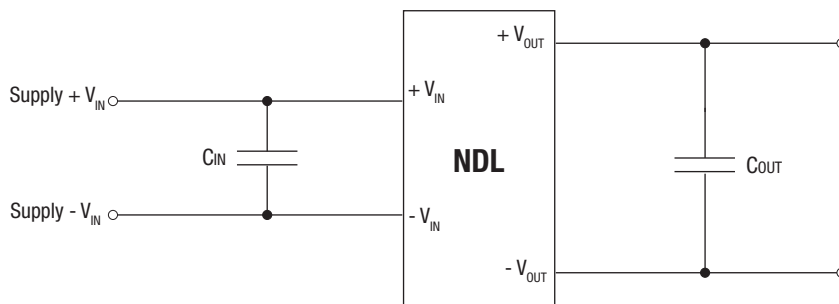 + VOUT
Supply + VIN
+ VIN
CIN
NDL
COUT
Supply - VIN
- VIN
- VOUT